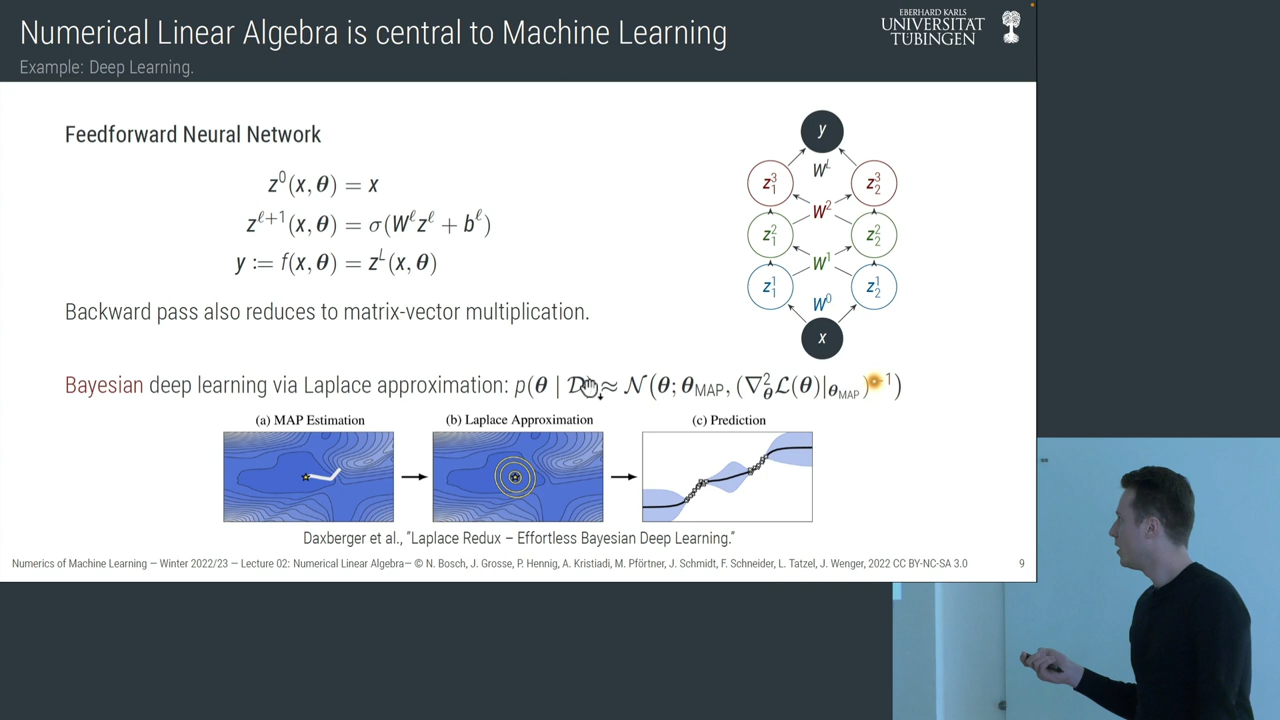 Numerical Linear Algebra is central to Machine Learning
Example: Deep Learning.
EBERHARD KARLS
UNIVERSITÄT
TÜBINGEN
Feedforward Neural Network
z⁰(x, θ) = x
z^{ℓ+1}(x, θ) = σ(W^ℓ z^ℓ + b^ℓ)
y := f(x, θ) = z^L(x, θ)
Backward pass also reduces to matrix-vector multiplication.
y
W^L
z₁³ z₂³
W²
z₁² z₂²
W¹
z₁¹ z₂¹
W⁰
x
Bayesian deep learning via Laplace approximation: p(θ | D) ≈ N(θ; θ_MAP, (∇²_θ L(θ)|_{θ_MAP})⁻¹)
(a) MAP Estimation
(b) Laplace Approximation
(c) Prediction
Daxberger et al., "Laplace Redux – Effortless Bayesian Deep Learning."
Numerics of Machine Learning — Winter 2022/23 — Lecture 02: Numerical Linear Algebra— © N. Bosch, J. Grosse, P. Hennig, A. Kristiadi, M. Pförtner, J. Schmidt, F. Schneider, L. Tatzel, J. Wenger, 2022 CC BY-NC-SA 3.0
9